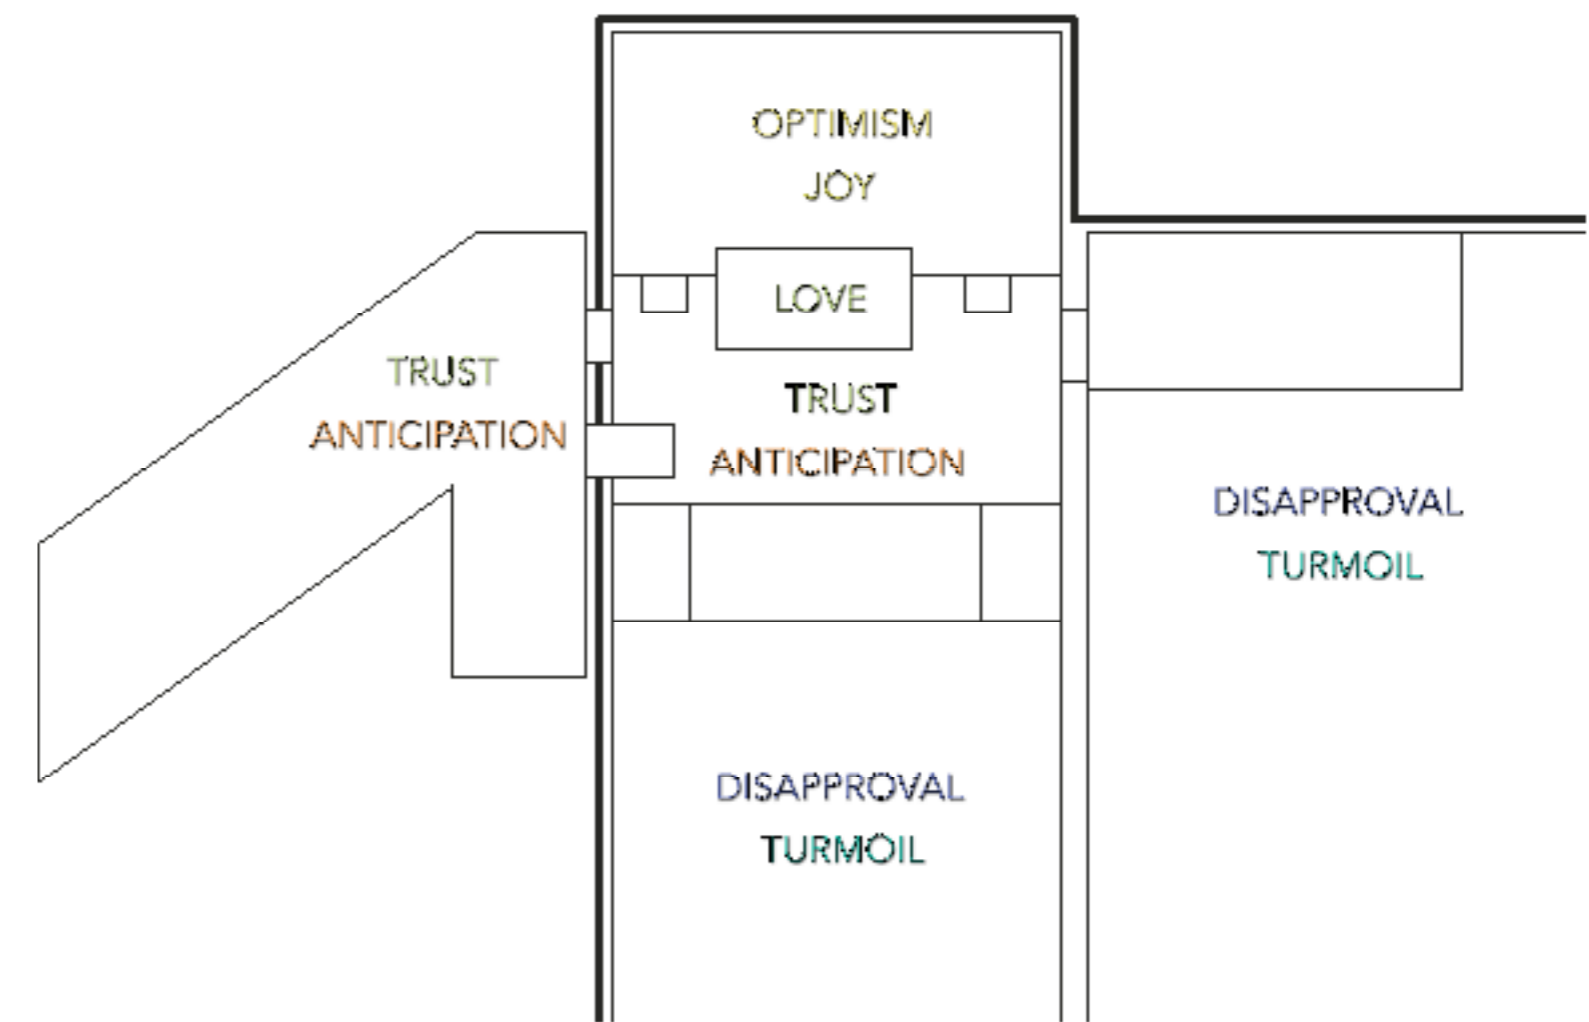 OPTIMISM
JOY
LOVE
TRUST
ANTICIPATION
TRUST
ANTICIPATION
DISAPPROVAL
TURMOIL
DISAPPROVAL
TURMOIL